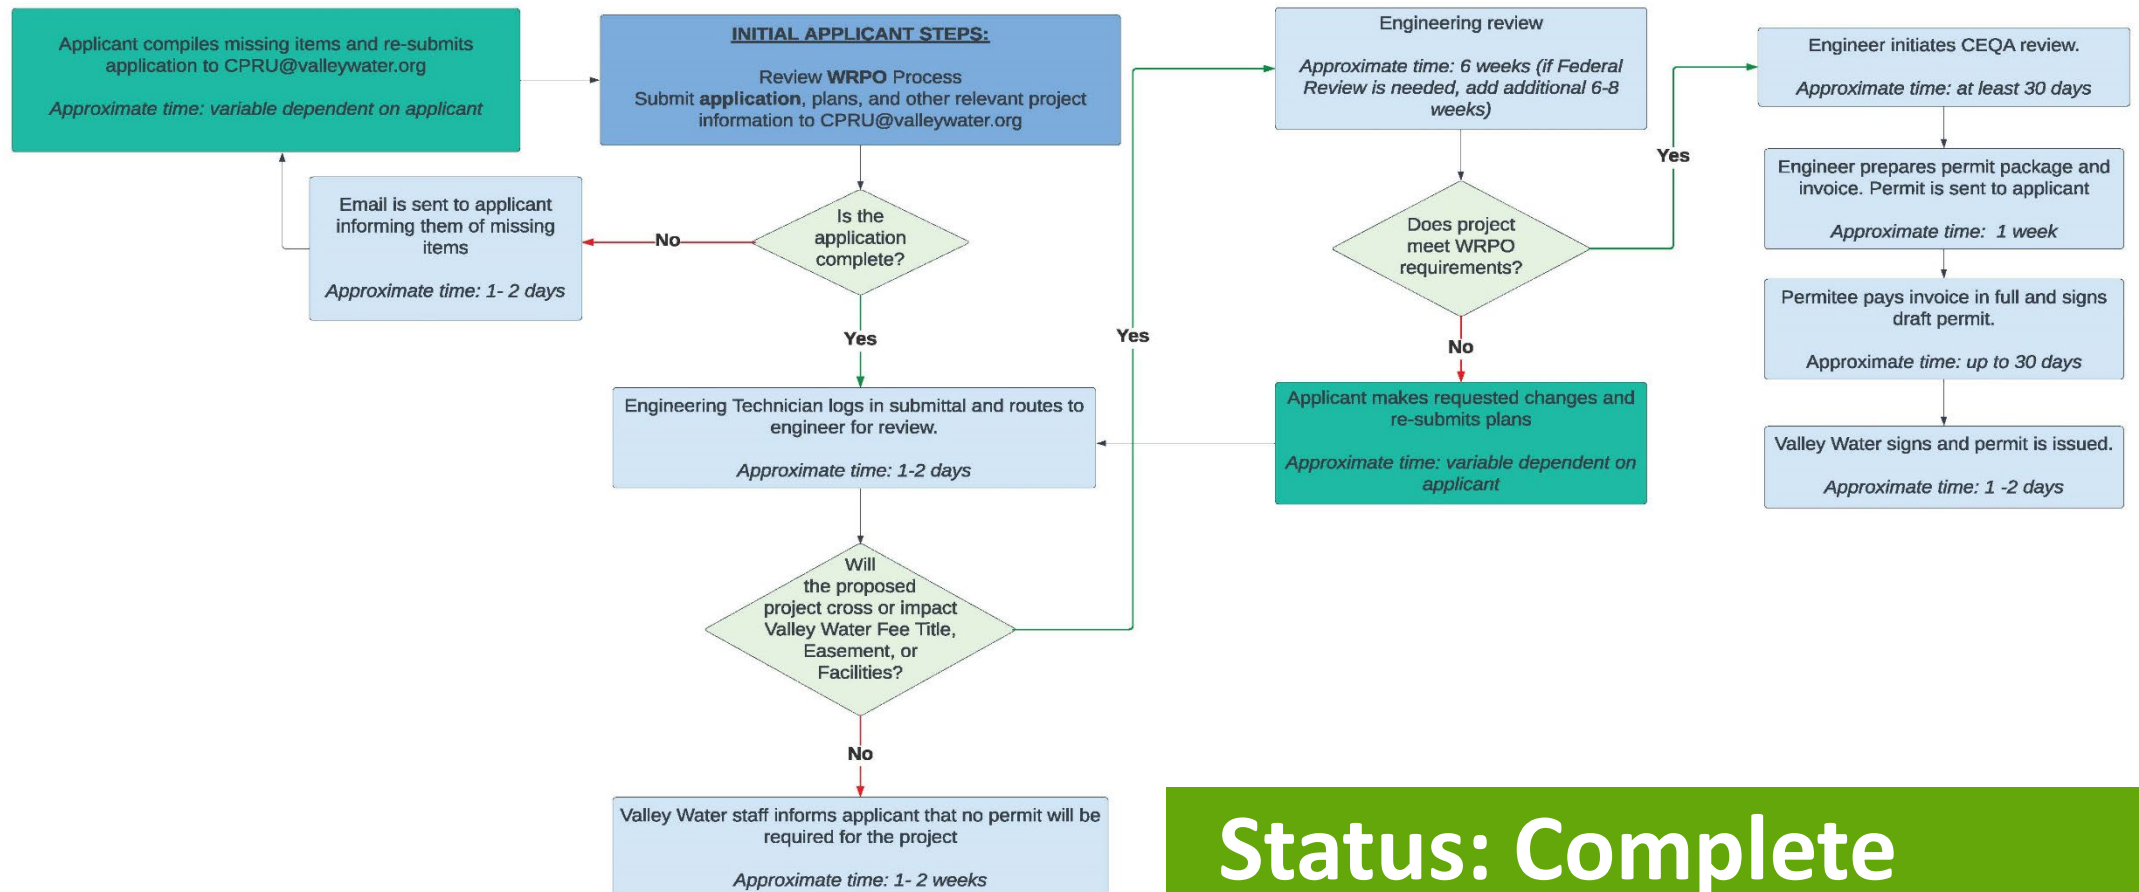 Applicant compiles missing items and re-submits
application to CPRU@valleywater.org
Approximate time: variable dependent on applicant
INITIAL APPLICANT STEPS:
Review WRPO Process
Submit application, plans, and other relevant project
information to CPRU@valleywater.org
Email is sent to applicant
informing them of missing
items
Approximate time: 1- 2 days
No
Is the
application
complete?
Yes
Engineering Technician logs in submittal and routes to
engineer for review.
Approximate time: 1-2 days
Will
the proposed
project cross or impact
Valley Water Fee Title,
Easement, or
Facilities?
No
Valley Water staff informs applicant that no permit will be
required for the project
Approximate time: 1- 2 weeks
Yes
Engineering review
Approximate time: 6 weeks (if Federal
Review is needed, add additional 6-8
weeks)
Does project
meet WRPO
requirements?
No
Applicant makes requested changes and
re-submits plans
Approximate time: variable dependent on
applicant
Yes
Engineer initiates CEQA review.
Approximate time: at least 30 days
Engineer prepares permit package and
invoice. Permit is sent to applicant
Approximate time:  1 week
Permitee pays invoice in full and signs
draft permit.
Approximate time: up to 30 days
Valley Water signs and permit is issued.
Approximate time: 1 -2 days
Status: Complete